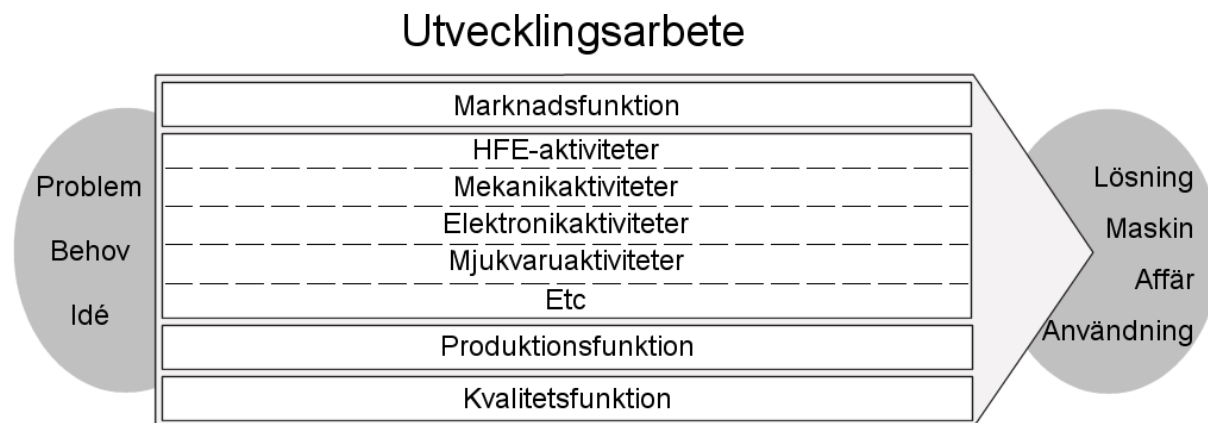 Utvecklingsarbete
Marknadsfunktion
HFE-aktiviteter
Mekanikaktiviteter
Elektronikaktiviteter
Mjukvaruaktiviteter
Etc
Produktionsfunktion
Kvalitetsfunktion
Problem
Behov
Idé
Lösning
Maskin
Affär
Användning